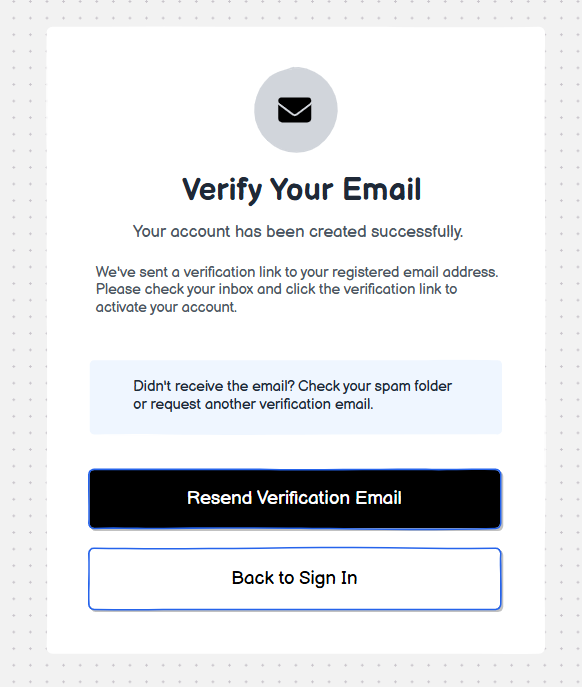 Verify Your Email
Your account has been created successfully.
We've sent a verification link to your registered email address.
Please check your inbox and click the verification link to
activate your account.
Didn't receive the email? Check your spam folder
or request another verification email.
Resend Verification Email
Back to Sign In